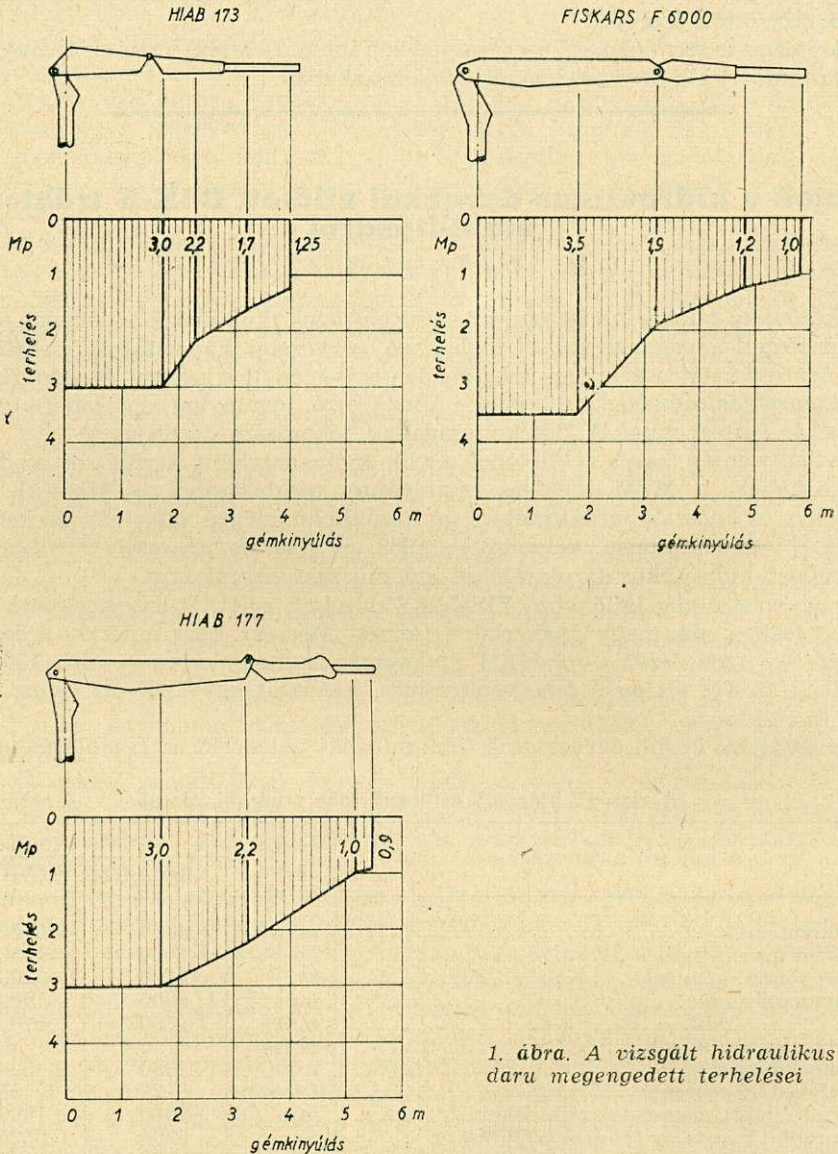 HIAB 173
Mp
3,0 2,2 1,7 1,25
1
2
3
4
terhelés
0 1 2 3 4 5 6 m
gémkinyúlás
FISKARS F 6000
Mp
3,5 1,9 1,2 1,0
0
1
2
3
4
terhelés
0 1 2 3 4 5 6 m
gémkinyúlás
HIAB 177
Mp
3,0 2,2 1,0 0,9
0
1
2
3
4
terhelés
0 1 2 3 4 5 6 m
gémkinyúlás
1. ábra. A vizsgált hidraulikus
daru megengedett terhelései